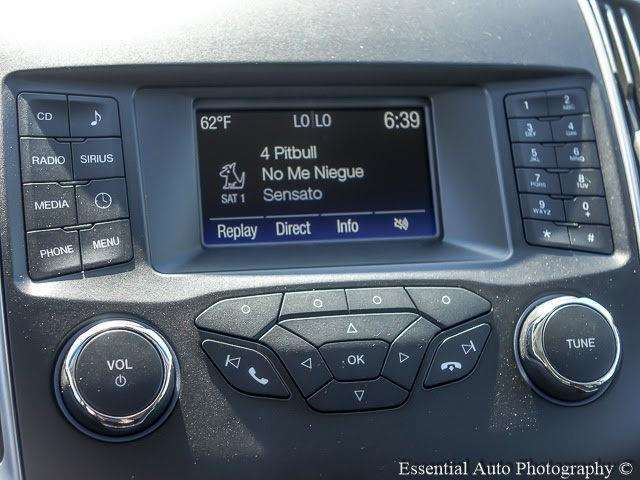 CD
RADIO SIRIUS
MEDIA
PHONE MENU
62°F LO LO 6:39
4 Pitbull
No Me Niegue
SAT 1 Sensato
Replay Direct Info
1 2 ABC
3 DEF 4 GHI
5 JKL 6 MNO
7 PQRS 8 TUV
9 WXYZ 0 +
* #
VOL
OK
TUNE
Essential Auto Photography ©